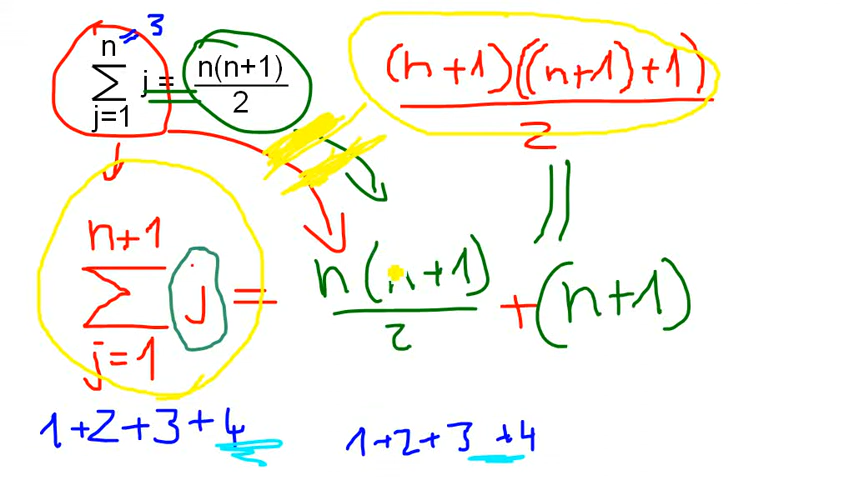 n = 3
∑ j = n(n+1)/2
j=1
(n+1)((n+1)+1)
2
||
n+1
∑ j = n(n+1)/2 + (n+1)
j=1
1+2+3+4
1+2+3+4